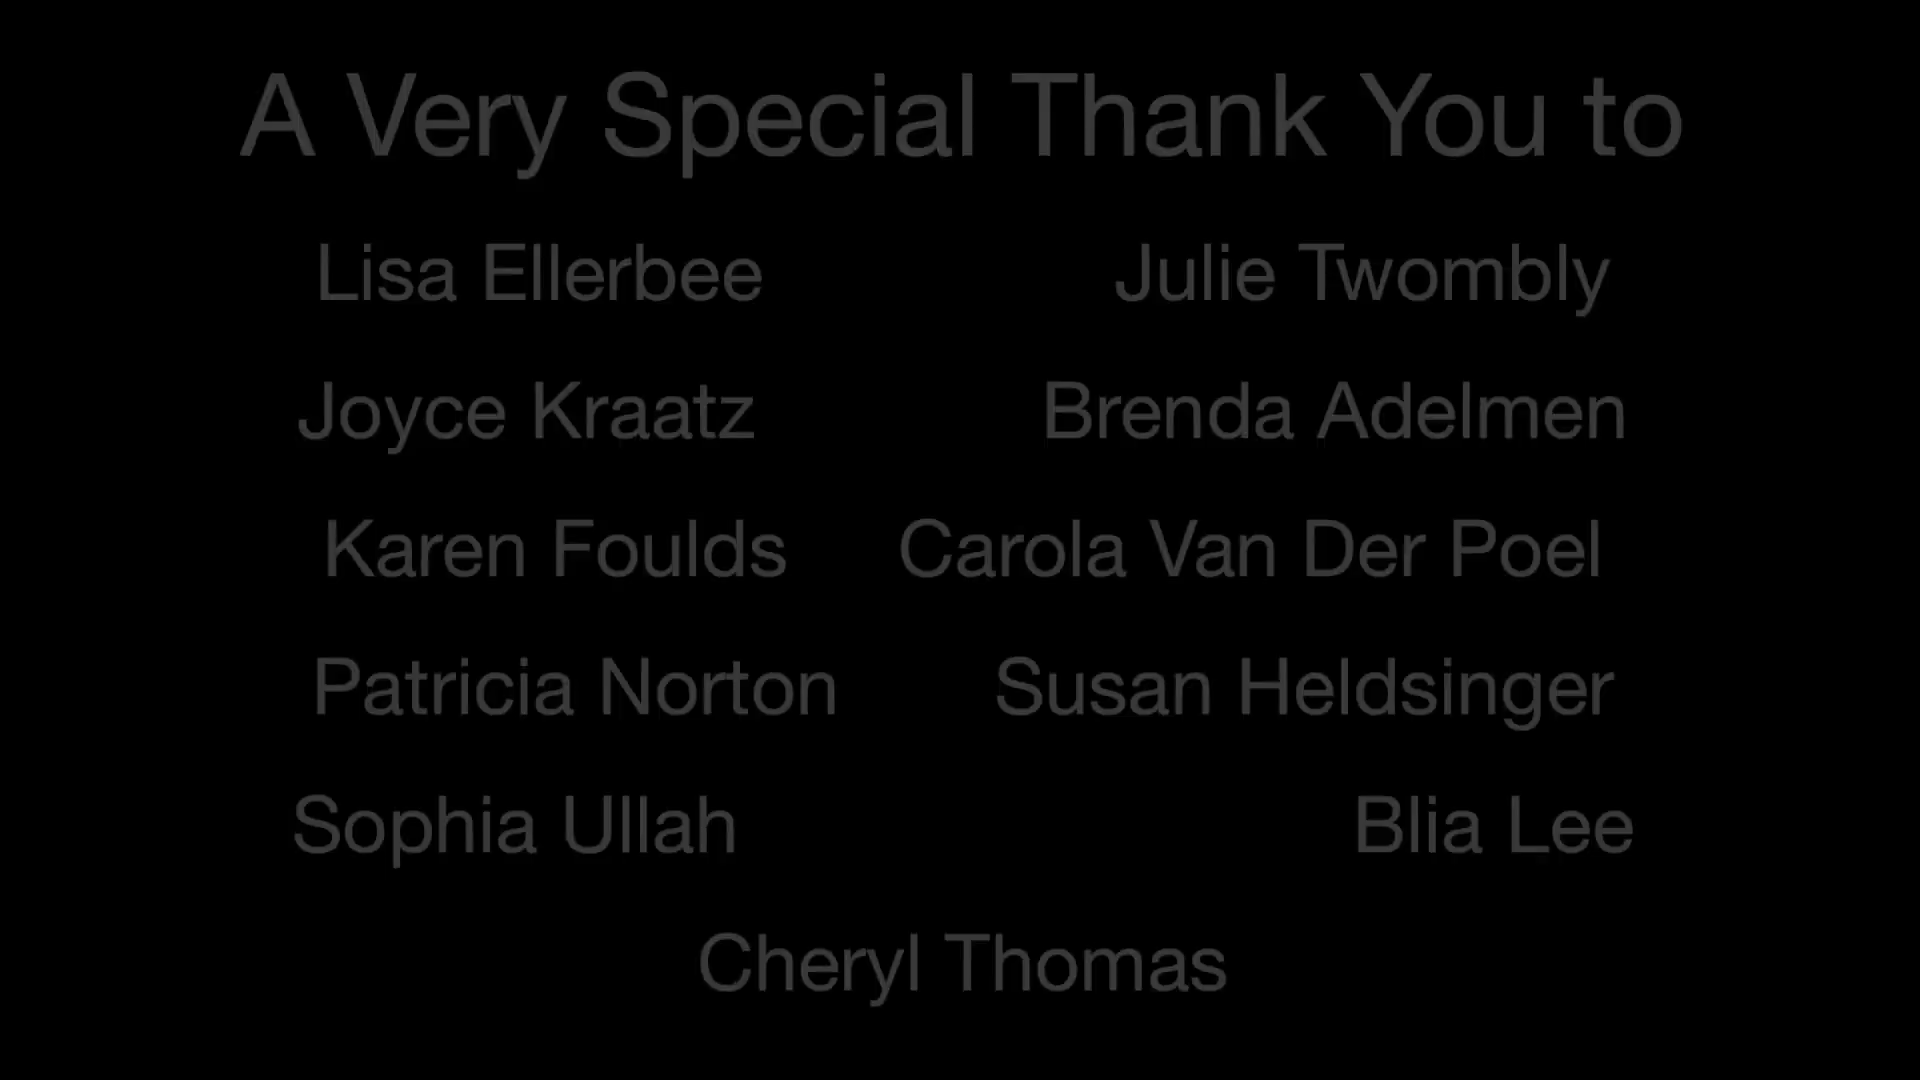 A Very Special Thank You to
Lisa Ellerbee Julie Twombly
Joyce Kraatz Brenda Adelmen
Karen Foulds Carola Van Der Poel
Patricia Norton Susan Heldsinger
Sophia Ullah Blia Lee
Cheryl Thomas